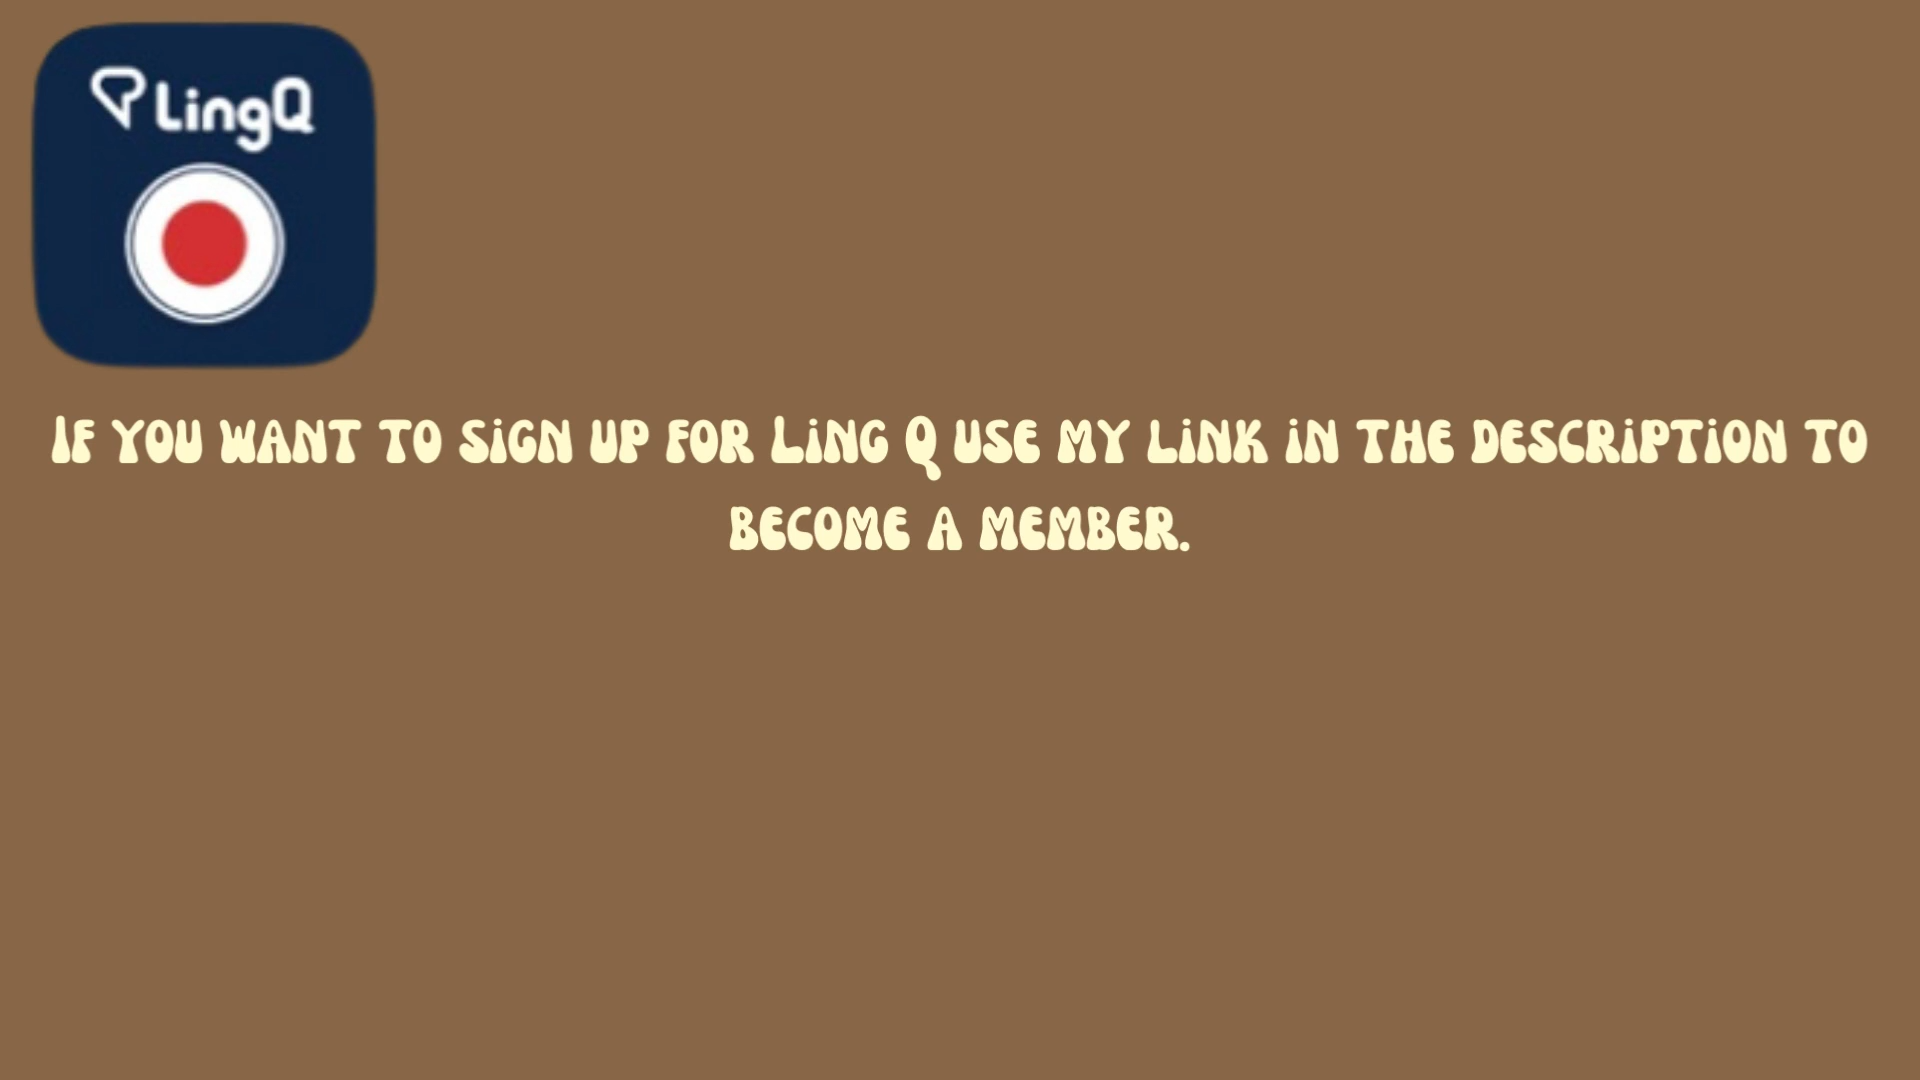 LingQ
If you want to sign up for Ling Q use my link in the description to
become a member.